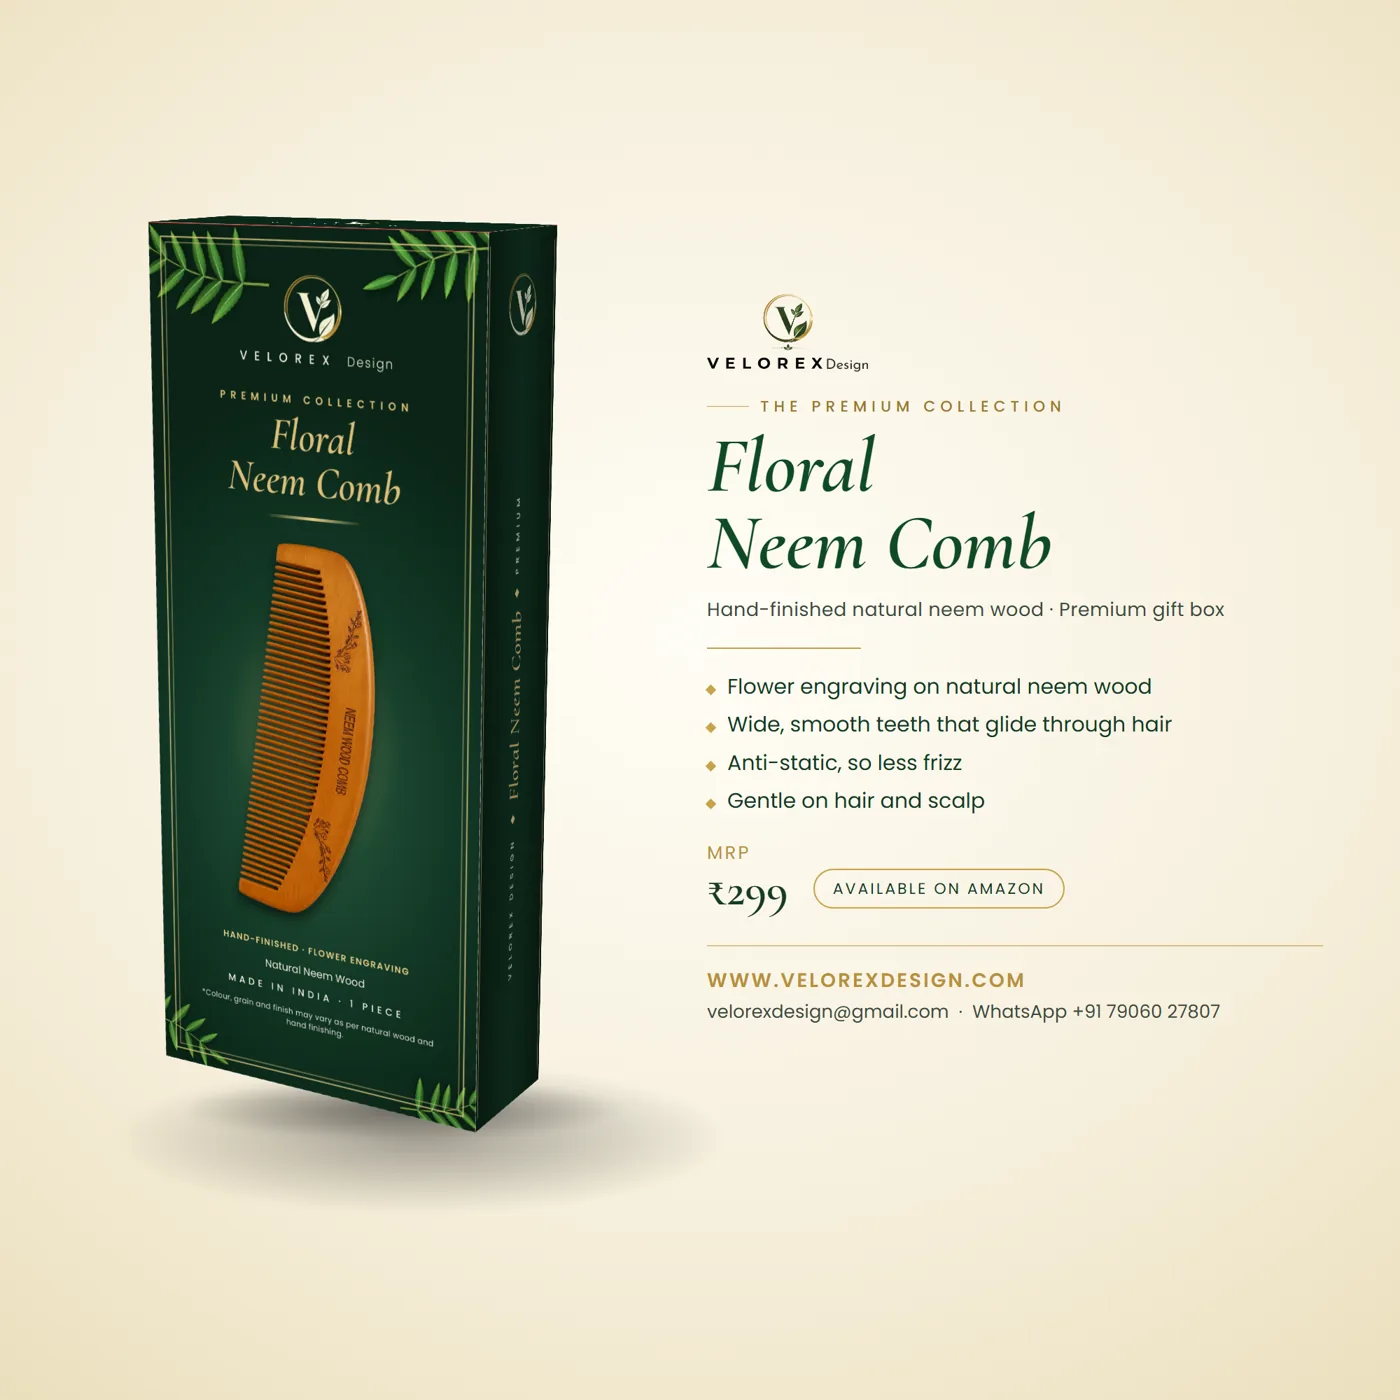 VELOREX Design
PREMIUM COLLECTION
Floral
Neem Comb
NEEM WOOD COMB
HAND-FINISHED · FLOWER ENGRAVING
Natural Neem Wood
MADE IN INDIA · 1 PIECE
*Colour, grain and finish may vary as per natural wood and
hand finishing.
VELOREX DESIGN ◆ Floral Neem Comb ◆ PREMIUM
VELOREX Design
THE PREMIUM COLLECTION
Floral
Neem Comb
Hand-finished natural neem wood · Premium gift box
◆ Flower engraving on natural neem wood
◆ Wide, smooth teeth that glide through hair
◆ Anti-static, so less frizz
◆ Gentle on hair and scalp
MRP
₹299
AVAILABLE ON AMAZON
WWW.VELOREXDESIGN.COM
velorexdesign@gmail.com · WhatsApp +91 79060 27807